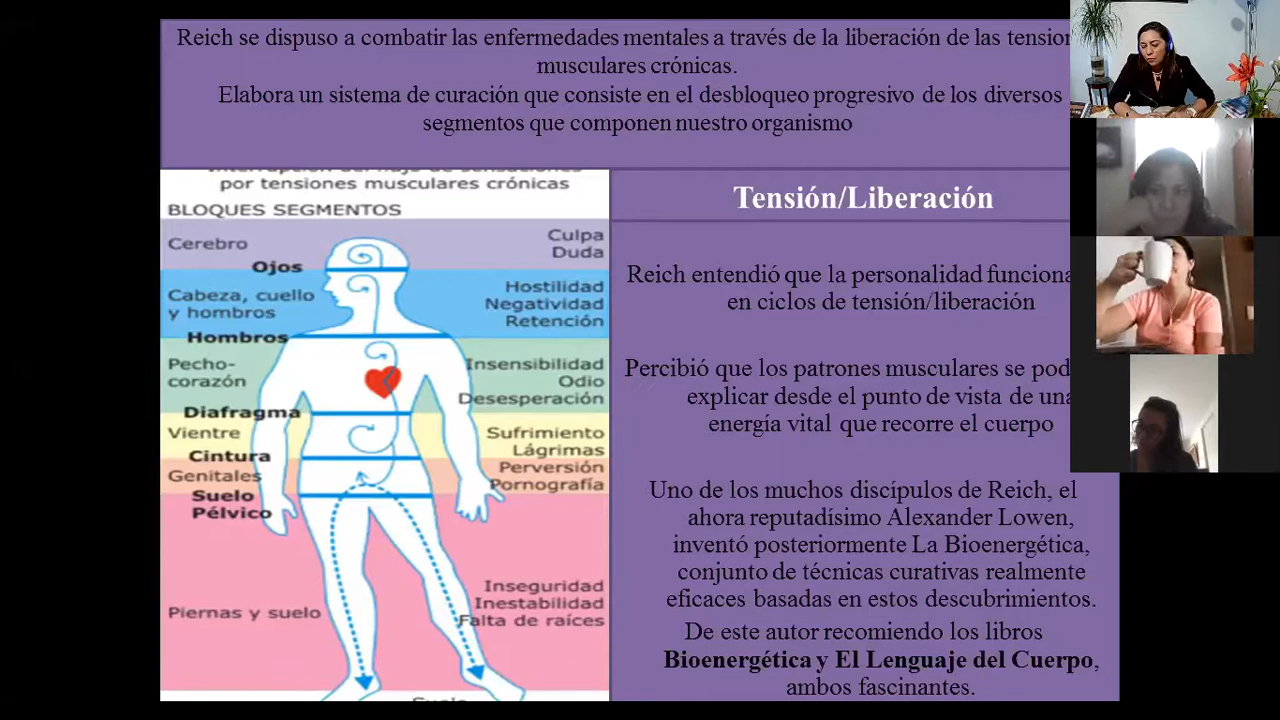 Reich se dispuso a combatir las enfermedades mentales a través de la liberación de las tension
musculares crónicas.
Elabora un sistema de curación que consiste en el desbloqueo progresivo de los diversos
segmentos que componen nuestro organismo
por tensiones musculares crónicas
BLOQUES SEGMENTOS
Cerebro
Culpa
Duda
Ojos
Cabeza, cuello
y hombros
Hostilidad
Negatividad
Retención
Hombros
Pecho-
corazón
Insensibilidad
Odio
Desesperación
Diafragma
Vientre
Sufrimiento
Lágrimas
Cintura
Genitales
Perversión
Pornografía
Suelo
Pélvico
Piernas y suelo
Inseguridad
Inestabilidad
Falta de raíces
Tensión/Liberación
Reich entendió que la personalidad funciona
en ciclos de tensión/liberación
Percibió que los patrones musculares se pod
explicar desde el punto de vista de una
energía vital que recorre el cuerpo
Uno de los muchos discípulos de Reich, el
ahora reputadísimo Alexander Lowen,
inventó posteriormente La Bioenergética,
conjunto de técnicas curativas realmente
eficaces basadas en estos descubrimientos.
De este autor recomiendo los libros
Bioenergética y El Lenguaje del Cuerpo,
ambos fascinantes.